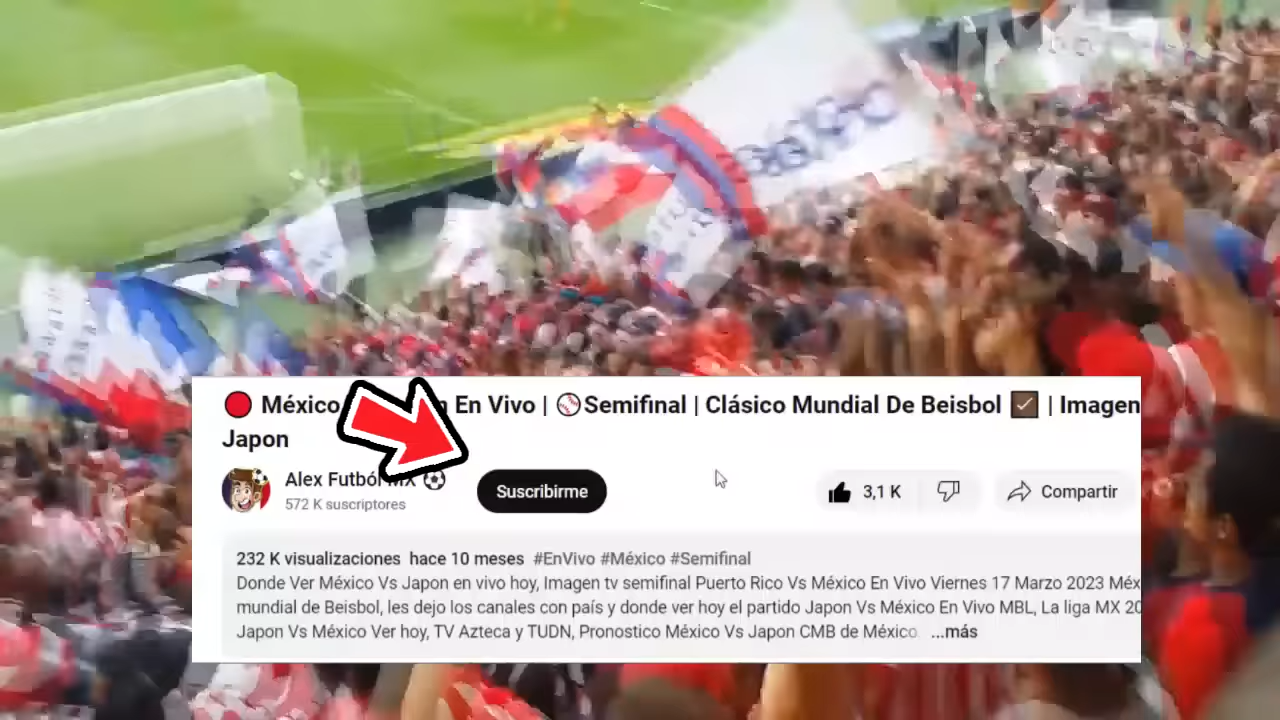 México En Vivo | Semifinal | Clásico Mundial De Beisbol | Imagen
Japon
Alex Futból MX
572 K suscriptores
Suscribirme
3,1 K
Compartir
232 K visualizaciones hace 10 meses #EnVivo #México #Semifinal
Donde Ver México Vs Japon en vivo hoy, Imagen tv semifinal Puerto Rico Vs México En Vivo Viernes 17 Marzo 2023 Méx
mundial de Beisbol, les dejo los canales con país y donde ver hoy el partido Japon Vs México En Vivo MBL, La liga MX 20
Japon Vs México Ver hoy, TV Azteca y TUDN, Pronostico México Vs Japon CMB de México. ...más